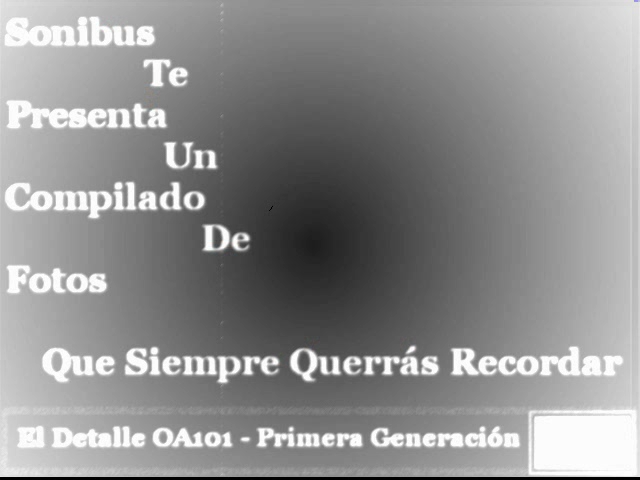 Sonibus
Te
Presenta
Un
Compilado
De
Fotos
Que Siempre Querrás Recordar
El Detalle OA101 - Primera Generación